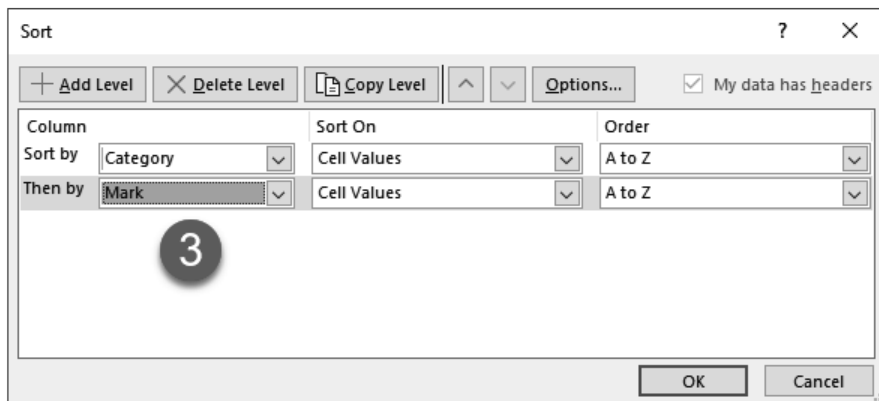 Sort ?
Add Level Delete Level Copy Level Options... My data has headers
Column Sort On Order
Sort by Category Cell Values A to Z
Then by Mark Cell Values A to Z
3
OK Cancel